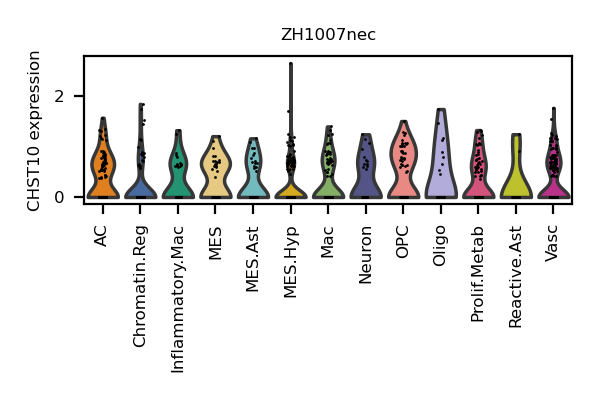 ZH1007nec
CHST10 expression
2
0
AC
Chromatin.Reg
Inflammatory.Mac
MES
MES.Ast
MES.Hyp
Mac
Neuron
OPC
Oligo
Prolif.Metab
Reactive.Ast
Vasc